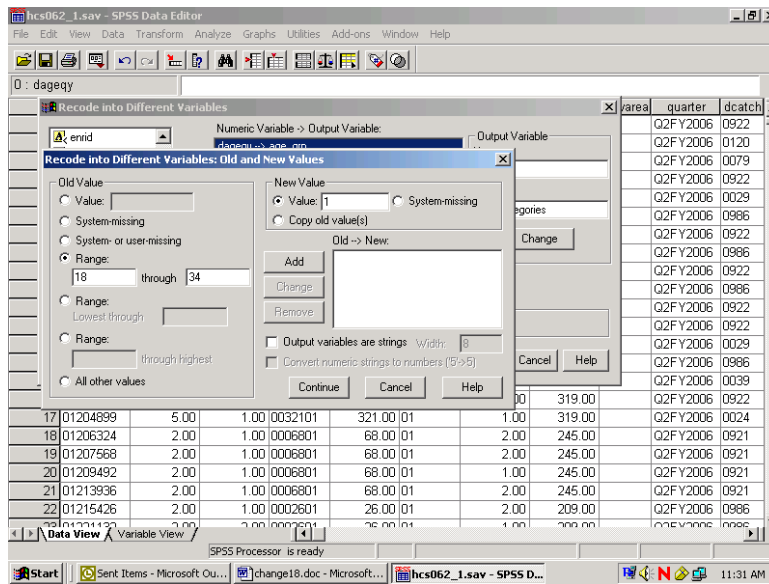 hcs062_1.sav - SPSS Data Editor
File Edit View Data Transform Analyze Graphs Utilities Add-ons Window Help
0 : dageqy
Recode into Different Variables
varea quarter dcatch
enrid
Numeric Variable -> Output Variable:
Output Variable
dageqy --> age_grp
Recode into Different Variables: Old and New Values
Old Value
Value:
System-missing
System- or user-missing
Range:
18 through 34
Range:
Lowest through
Range:
through highest
All other values
New Value
Value: 1 System-missing
Copy old value(s)
Old --> New:
Add
Change
Remove
Output variables are strings Width: 8
Convert numeric strings to numbers ('5'->5)
Continue Cancel Help
egories
Change
Cancel Help
Q2FY2006 0922
Q2FY2006 0120
Q2FY2006 0079
Q2FY2006 0922
Q2FY2006 0029
Q2FY2006 0986
Q2FY2006 0922
Q2FY2006 0986
Q2FY2006 0922
Q2FY2006 0986
Q2FY2006 0922
Q2FY2006 0922
Q2FY2006 0029
Q2FY2006 0986
Q2FY2006 0039
00 319.00 Q2FY2006 0922
17 01204899 5.00 1.00 0032101 321.00 01 1.00 319.00 Q2FY2006 0024
18 01206324 2.00 1.00 0006801 68.00 01 2.00 245.00 Q2FY2006 0921
19 01207568 2.00 1.00 0006801 68.00 01 2.00 245.00 Q2FY2006 0921
20 01209492 2.00 1.00 0006801 68.00 01 1.00 245.00 Q2FY2006 0921
21 01213936 2.00 1.00 0006801 68.00 01 2.00 245.00 Q2FY2006 0921
22 01215426 2.00 1.00 0002601 26.00 01 2.00 209.00 Q2FY2006 0986
Data View Variable View
SPSS Processor is ready
Start Sent Items - Microsoft Ou... change18.doc - Microsoft... hcs062_1.sav - SPSS D... 11:31 AM